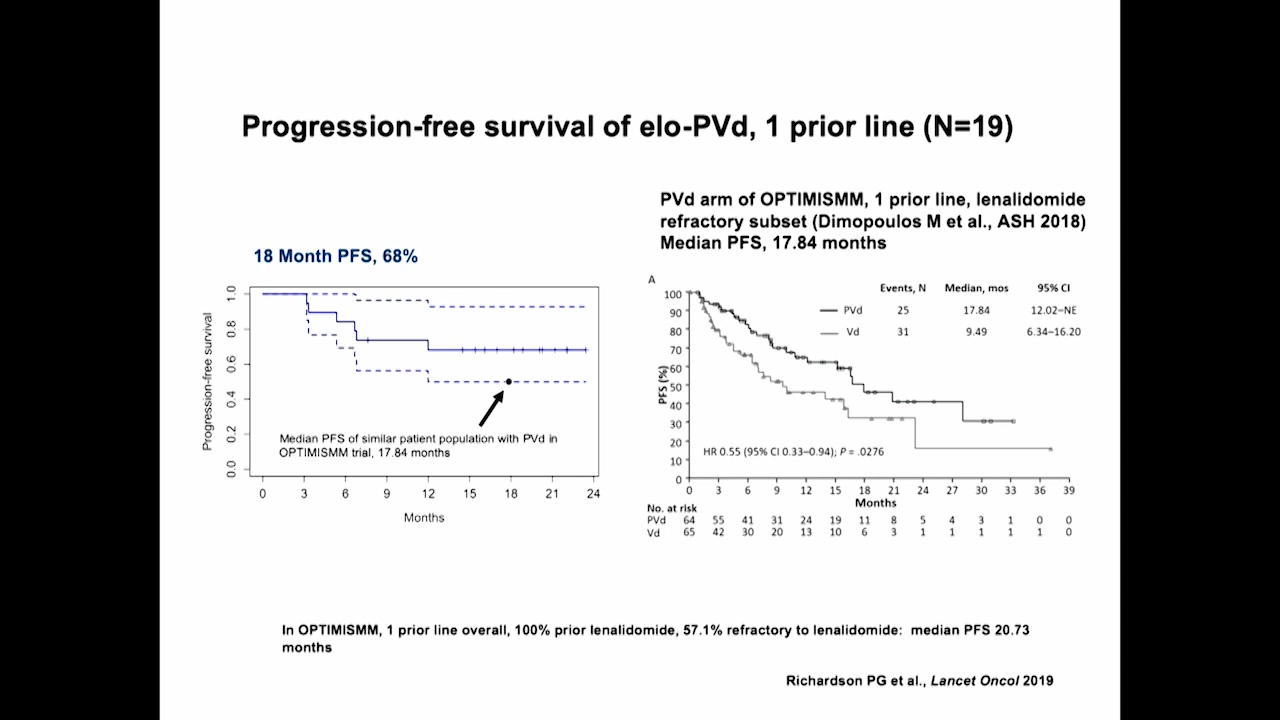 Progression-free survival of elo-PVd, 1 prior line (N=19)
PVd arm of OPTIMISMM, 1 prior line, lenalidomide
refractory subset (Dimopoulos M et al., ASH 2018)
Median PFS, 17.84 months
18 Month PFS, 68%
Progression-free survival
1.0
0.8
0.6
0.4
0.2
0.0
Median PFS of similar patient population with PVd in
OPTIMISMM trial, 17.84 months
0 3 6 9 12 15 18 21 24
Months
A
Events, N Median, mos 95% CI
PVd 25 17.84 12.02–NE
Vd 31 9.49 6.34–16.20
PFS (%)
100
90
80
70
60
50
40
30
20
10
0
HR 0.55 (95% CI 0.33–0.94); P = .0276
0 3 6 9 12 15 18 21 24 27 30 33 36 39
Months
No. at risk
PVd 64 55 41 31 24 19 11 8 5 4 3 1 0 0
Vd 65 42 30 20 13 10 6 3 1 1 1 1 1 0
In OPTIMISMM, 1 prior line overall, 100% prior lenalidomide, 57.1% refractory to lenalidomide: median PFS 20.73
months
Richardson PG et al., Lancet Oncol 2019